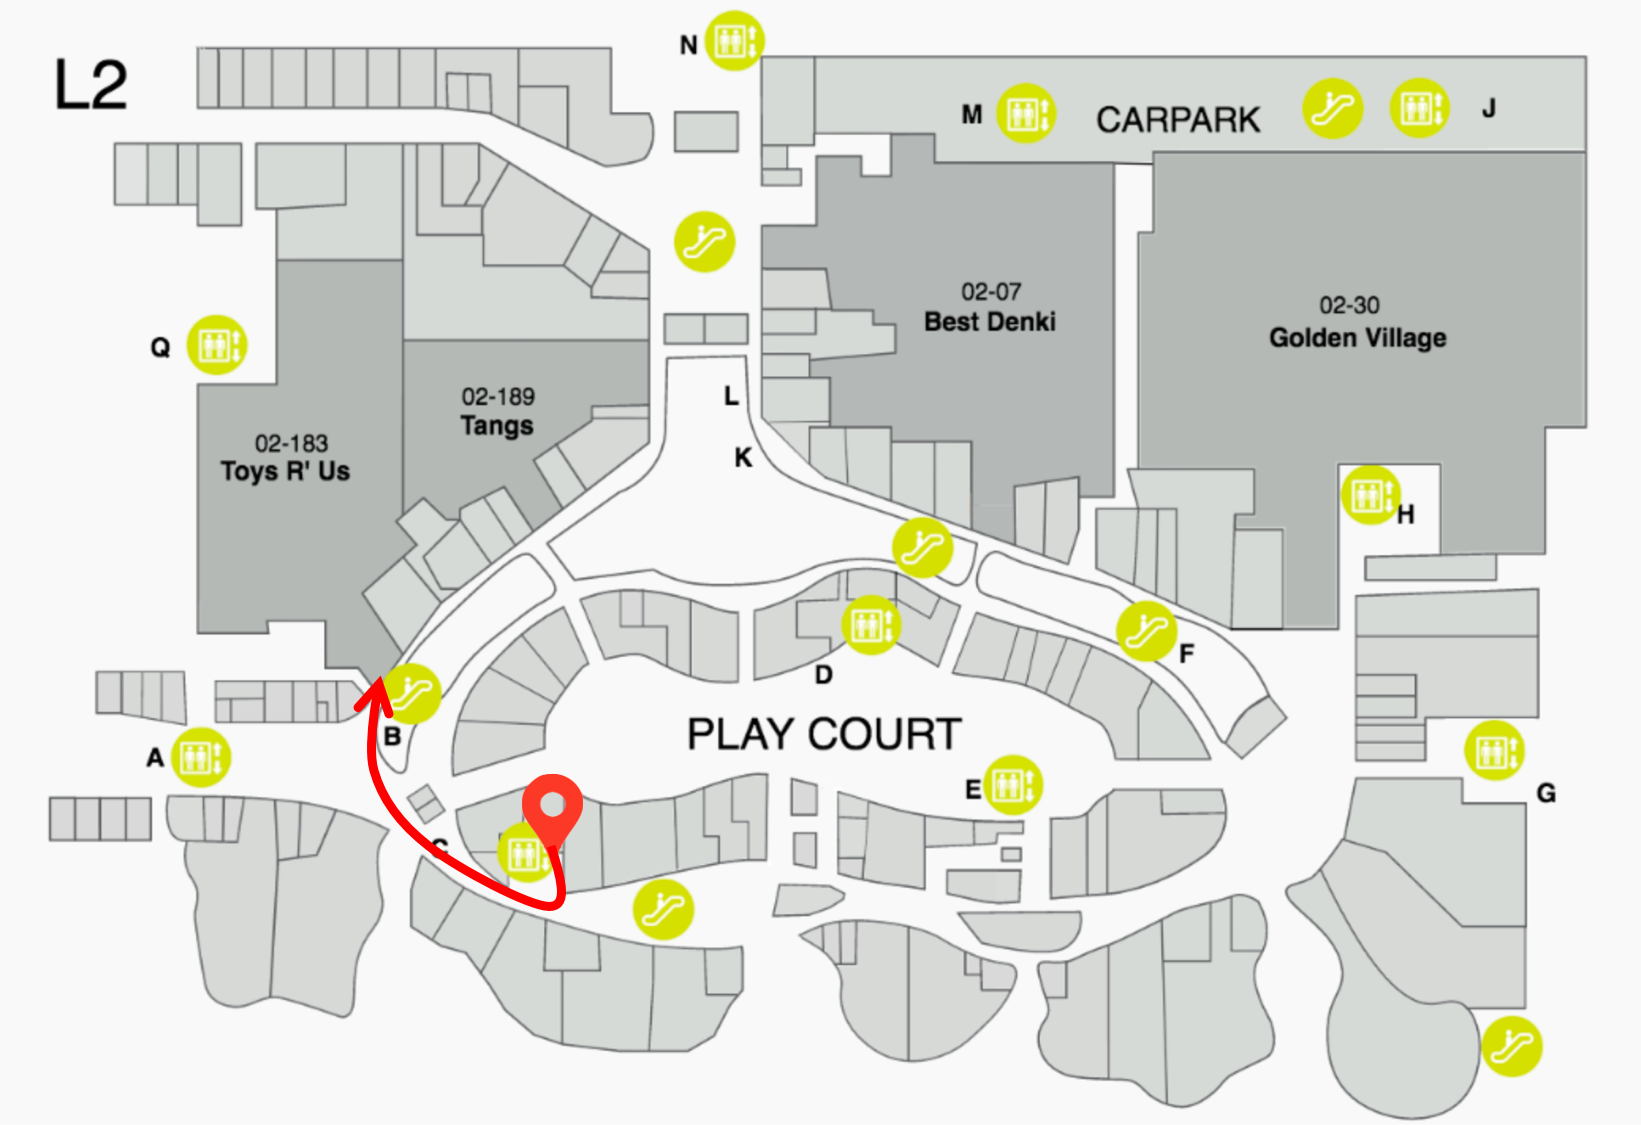 L2
N
M
CARPARK
J
02-07
Best Denki
02-30
Golden Village
Q
02-189
Tangs
L
02-183
Toys R' Us
K
H
F
D
B
PLAY COURT
A
E
G
C